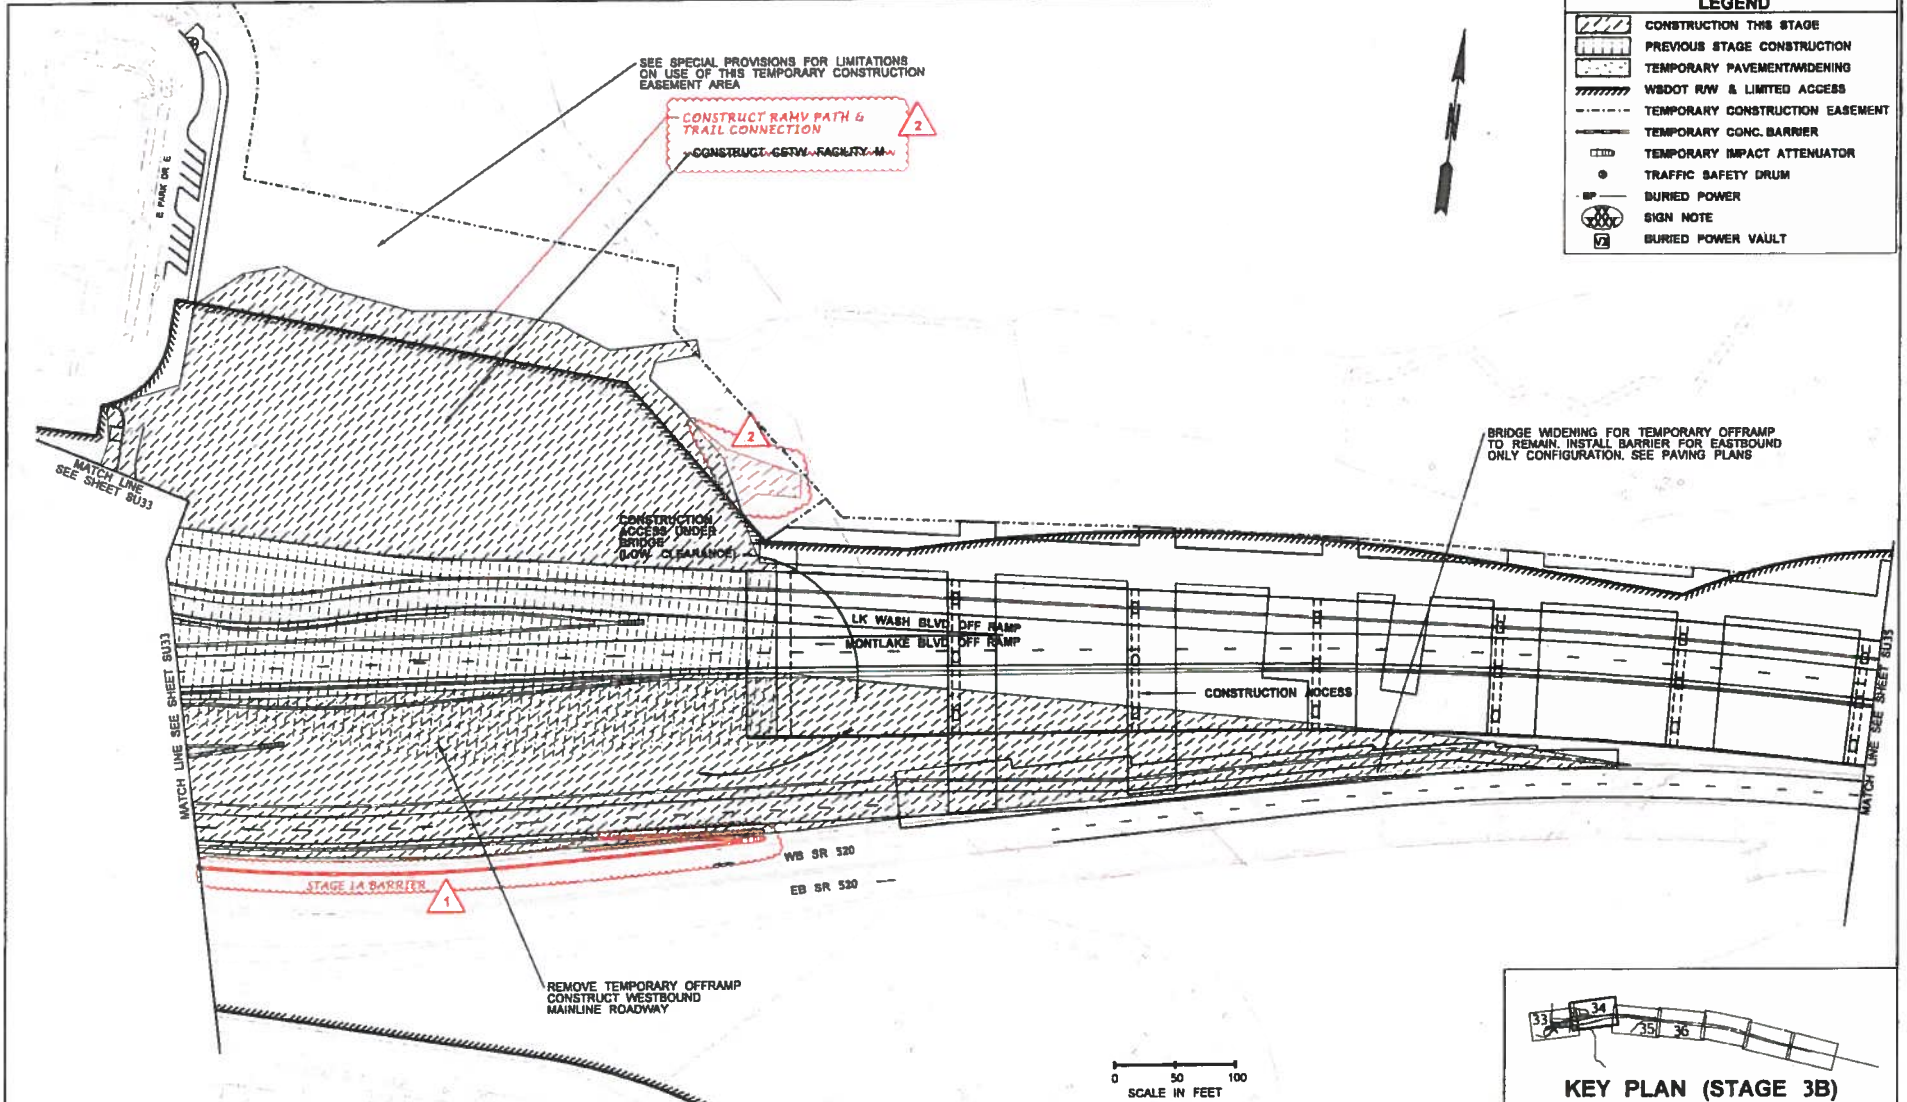 LEGEND
CONSTRUCTION THIS STAGE
PREVIOUS STAGE CONSTRUCTION
TEMPORARY PAVEMENT/WIDENING
WSDOT R/W & LIMITED ACCESS
TEMPORARY CONSTRUCTION EASEMENT
TEMPORARY CONC. BARRIER
TEMPORARY IMPACT ATTENUATOR
TRAFFIC SAFETY DRUM
BP
BURIED POWER
SIGN NOTE
BURIED POWER VAULT
SEE SPECIAL PROVISIONS FOR LIMITATIONS
ON USE OF THIS TEMPORARY CONSTRUCTION
EASEMENT AREA
CONSTRUCT RAMV PATH &
TRAIL CONNECTION
2
CONSTRUCT CSTW FACILITY M
N
E PARK DR E
2
BRIDGE WIDENING FOR TEMPORARY OFFRAMP
TO REMAIN. INSTALL BARRIER FOR EASTBOUND
ONLY CONFIGURATION. SEE PAVING PLANS
MATCH LINE
SEE SHEET SU33
CONSTRUCTION
ACCESS UNDER
BRIDGE
(LOW CLEARANCE)
LK WASH BLVD OFF RAMP
MONTLAKE BLVD OFF RAMP
CONSTRUCTION ACCESS
MATCH LINE SEE SHEET SU33
MATCH LINE SEE SHEET SU35
WB SR 520
EB SR 520
STAGE 1A BARRIER
1
REMOVE TEMPORARY OFFRAMP
CONSTRUCT WESTBOUND
MAINLINE ROADWAY
0 50 100
SCALE IN FEET
33
34
35
36
KEY PLAN (STAGE 3B)